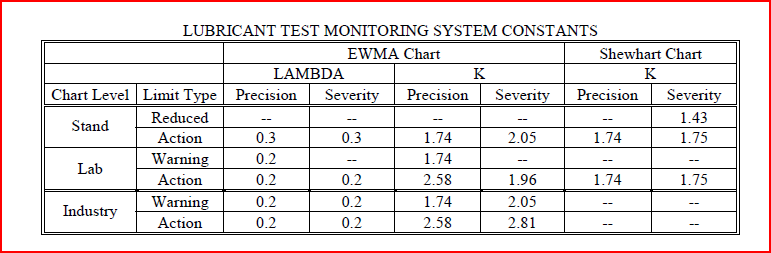 LUBRICANT TEST MONITORING SYSTEM CONSTANTS
EWMA Chart Shewhart Chart
LAMBDA K K
Chart Level Limit Type Precision Severity Precision Severity Precision Severity
Stand
Reduced -- -- -- -- -- 1.43
Action 0.3 0.3 1.74 2.05 1.74 1.75
Lab
Warning 0.2 -- 1.74 -- -- --
Action 0.2 0.2 2.58 1.96 1.74 1.75
Industry
Warning 0.2 0.2 1.74 2.05 -- --
Action 0.2 0.2 2.58 2.81 -- --